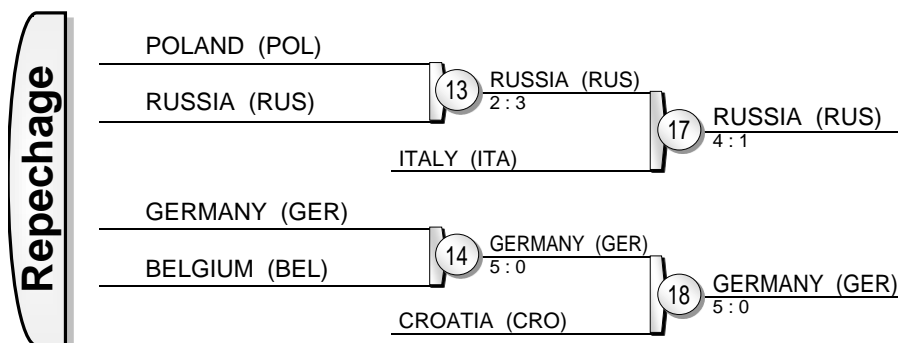 Repechage
POLAND (POL)
RUSSIA (RUS)
13
RUSSIA (RUS)
2 : 3
ITALY (ITA)
17
RUSSIA (RUS)
4 : 1
GERMANY (GER)
BELGIUM (BEL)
14
GERMANY (GER)
5 : 0
CROATIA (CRO)
18
GERMANY (GER)
5 : 0